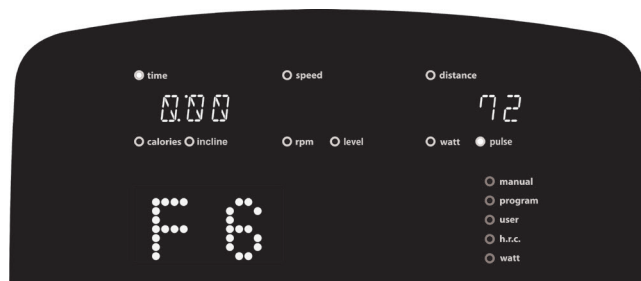 time speed distance
0:00 72
calories incline rpm level watt pulse
manual
program
user
h.r.c.
watt
F 6